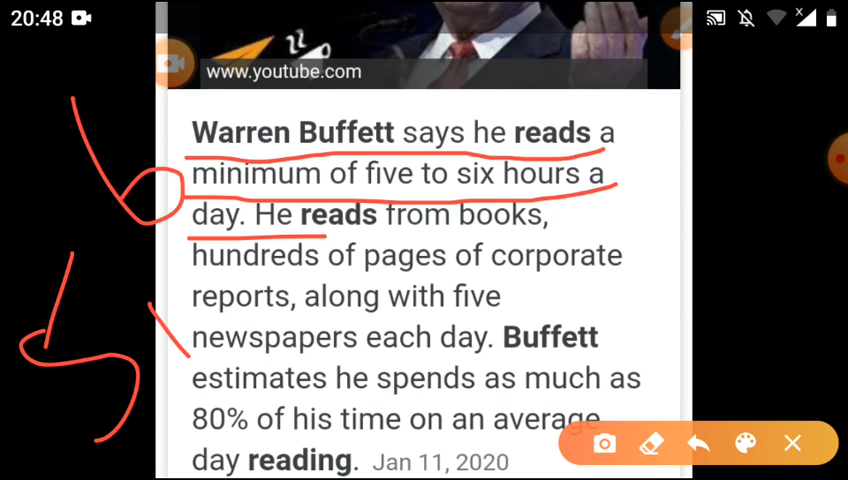 20:48
www.youtube.com
Warren Buffett says he reads a
minimum of five to six hours a
day. He reads from books,
hundreds of pages of corporate
reports, along with five
newspapers each day. Buffett
estimates he spends as much as
80% of his time on an average
day reading. Jan 11, 2020
6
5